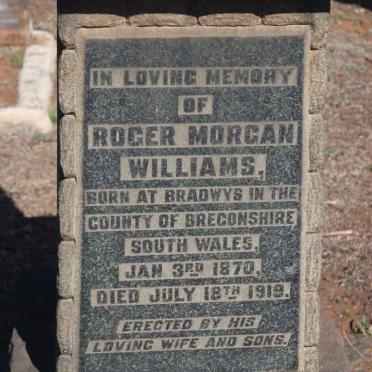 IN LOVING MEMORY
OF
ROGER MORGAN
WILLIAMS,
BORN AT BRADWYS IN THE
COUNTY OF BRECONSHIRE
SOUTH WALES,
JAN 3RD 1870,
DIED JULY 12TH 1919.
ERECTED BY HIS
LOVING WIFE AND SONS.